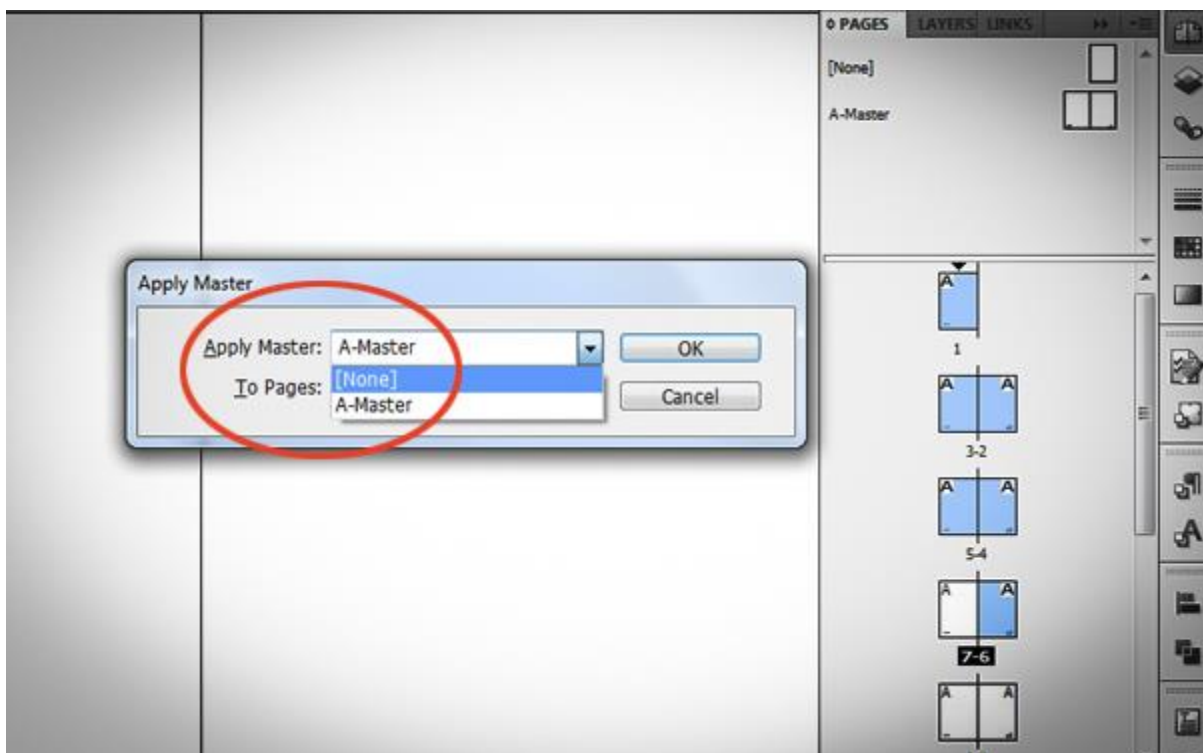 PAGES LAYERS LINKS
[None]
A-Master
Apply Master
Apply Master: A-Master
OK
[None]
To Pages:
A-Master
Cancel
A
1
A A
3-2
A A
5-4
A A
7-6
A A